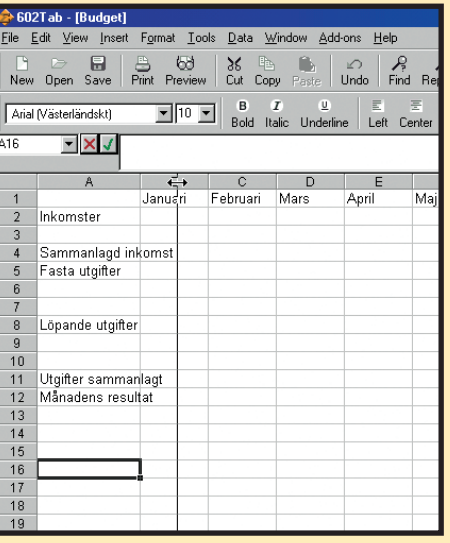 602Tab - [Budget]
File Edit View Insert Format Tools Data Window Add-ons Help
New Open Save Print Preview Cut Copy Paste Undo Find
Arial (Västerländskt) 10 B Bold I Italic U Underline Left Center
A16
A C D E
1 Januari Februari Mars April Maj
2 Inkomster
3
4 Sammanlagd inkomst
5 Fasta utgifter
6
7
8 Löpande utgifter
9
10
11 Utgifter sammanlagt
12 Månadens resultat
13
14
15
16
17
18
19